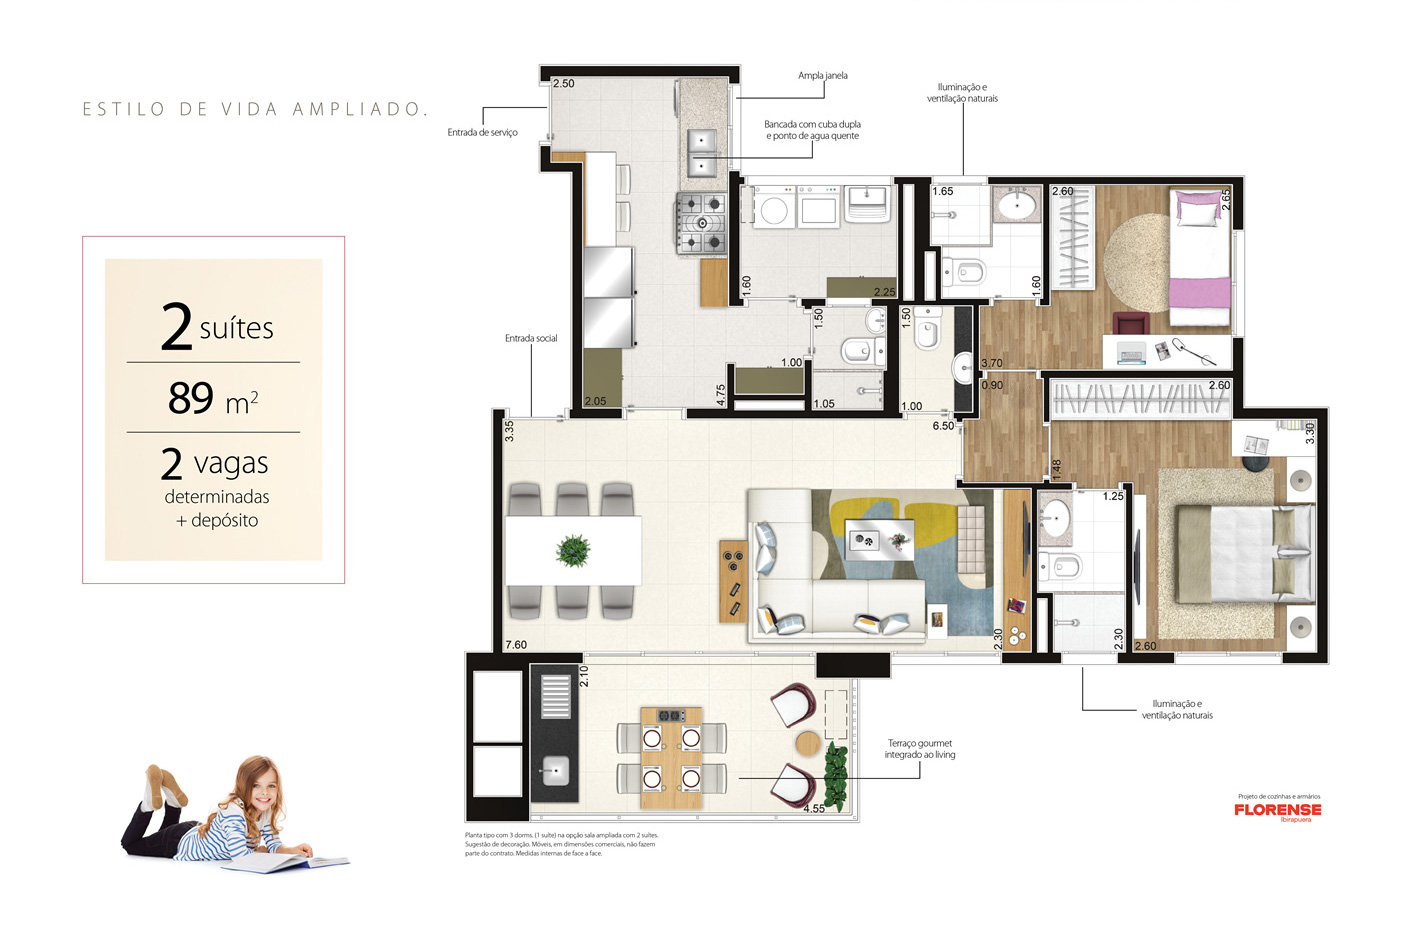 ESTILO DE VIDA AMPLIADO.
2 suítes
89 m²
2 vagas
determinadas
+ depósito
2.50
Ampla janela
Entrada de serviço
Bancada com cuba dupla
e ponto de agua quente
Iluminação e
ventilação naturais
1.65
2.60
2.65
1.60
2.25
1.60
Entrada social
1.50
1.50
1.00
3.70
2.05
4.75
1.05
1.00
0.90
2.60
3.35
6.50
3.30
1.48
1.25
7.60
2.30
2.30
2.60
2.10
Iluminação e
ventilação naturais
Terraço gourmet
integrado ao living
4.55
Projeto de cozinhas e armários
FLORENSE
Ibirapuera
Planta tipo com 3 dorms. (1 suíte) na opção sala ampliada com 2 suítes.
Sugestão de decoração. Móveis, em dimensões comerciais, não fazem
parte do contrato. Medidas internas de face a face.